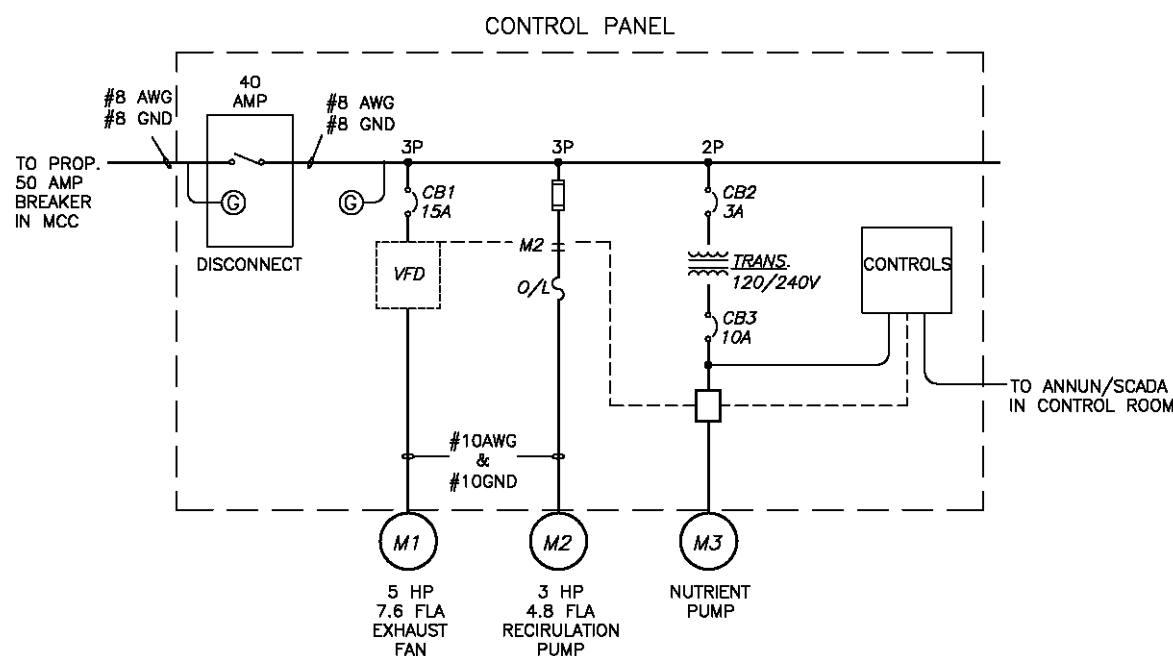 CONTROL PANEL
#8 AWG
#8 GND
40
AMP
#8 AWG
#8 GND
3P
3P
2P
TO PROP.
50 AMP
BREAKER
IN MCC
G
G
CB1
15A
CB2
3A
DISCONNECT
VFD
M2
O/L
TRANS.
120/240V
CONTROLS
CB3
10A
TO ANNUN/SCADA
IN CONTROL ROOM
#10AWG
&
#10GND
M1
M2
M3
5 HP
7.6 FLA
EXHAUST
FAN
3 HP
4.8 FLA
RECIRULATION
PUMP
NUTRIENT
PUMP